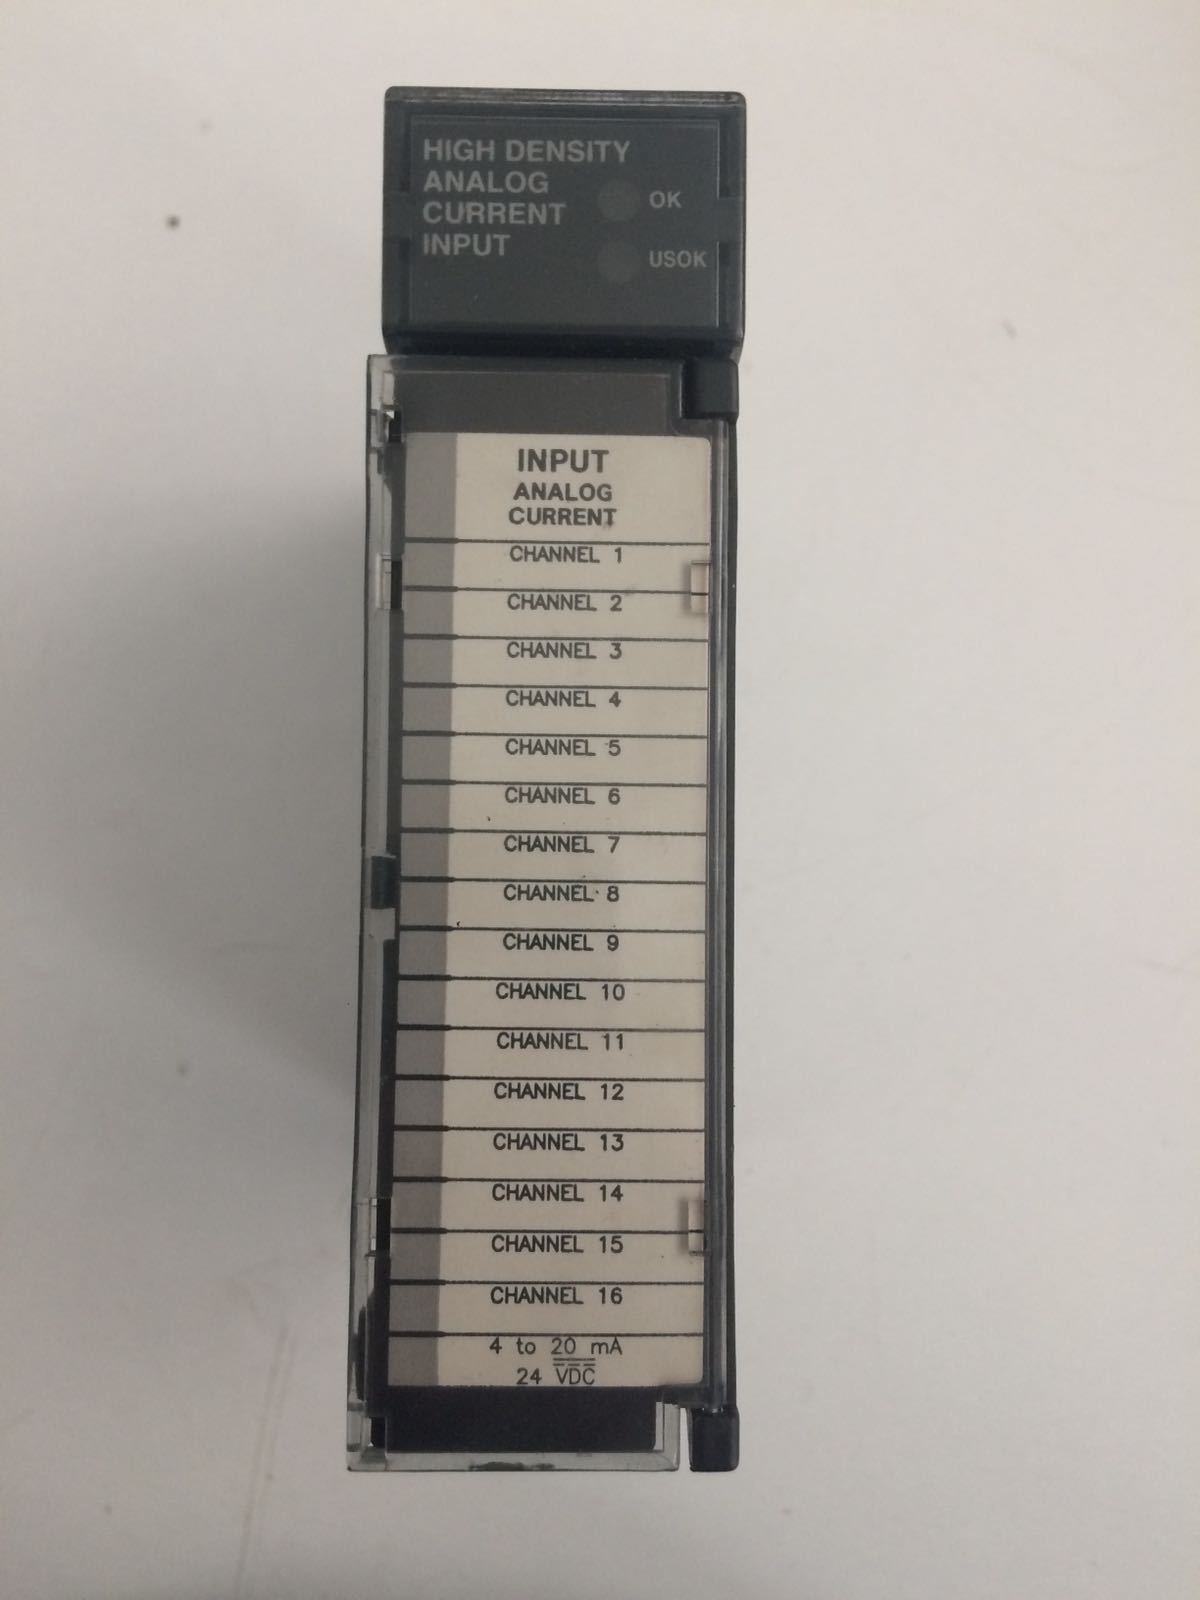 HIGH DENSITY
ANALOG
CURRENT
INPUT
OK
USOK
INPUT
ANALOG
CURRENT
CHANNEL 1
CHANNEL 2
CHANNEL 3
CHANNEL 4
CHANNEL 5
CHANNEL 6
CHANNEL 7
CHANNEL 8
CHANNEL 9
CHANNEL 10
CHANNEL 11
CHANNEL 12
CHANNEL 13
CHANNEL 14
CHANNEL 15
CHANNEL 16
4 to 20 mA
24 VDC